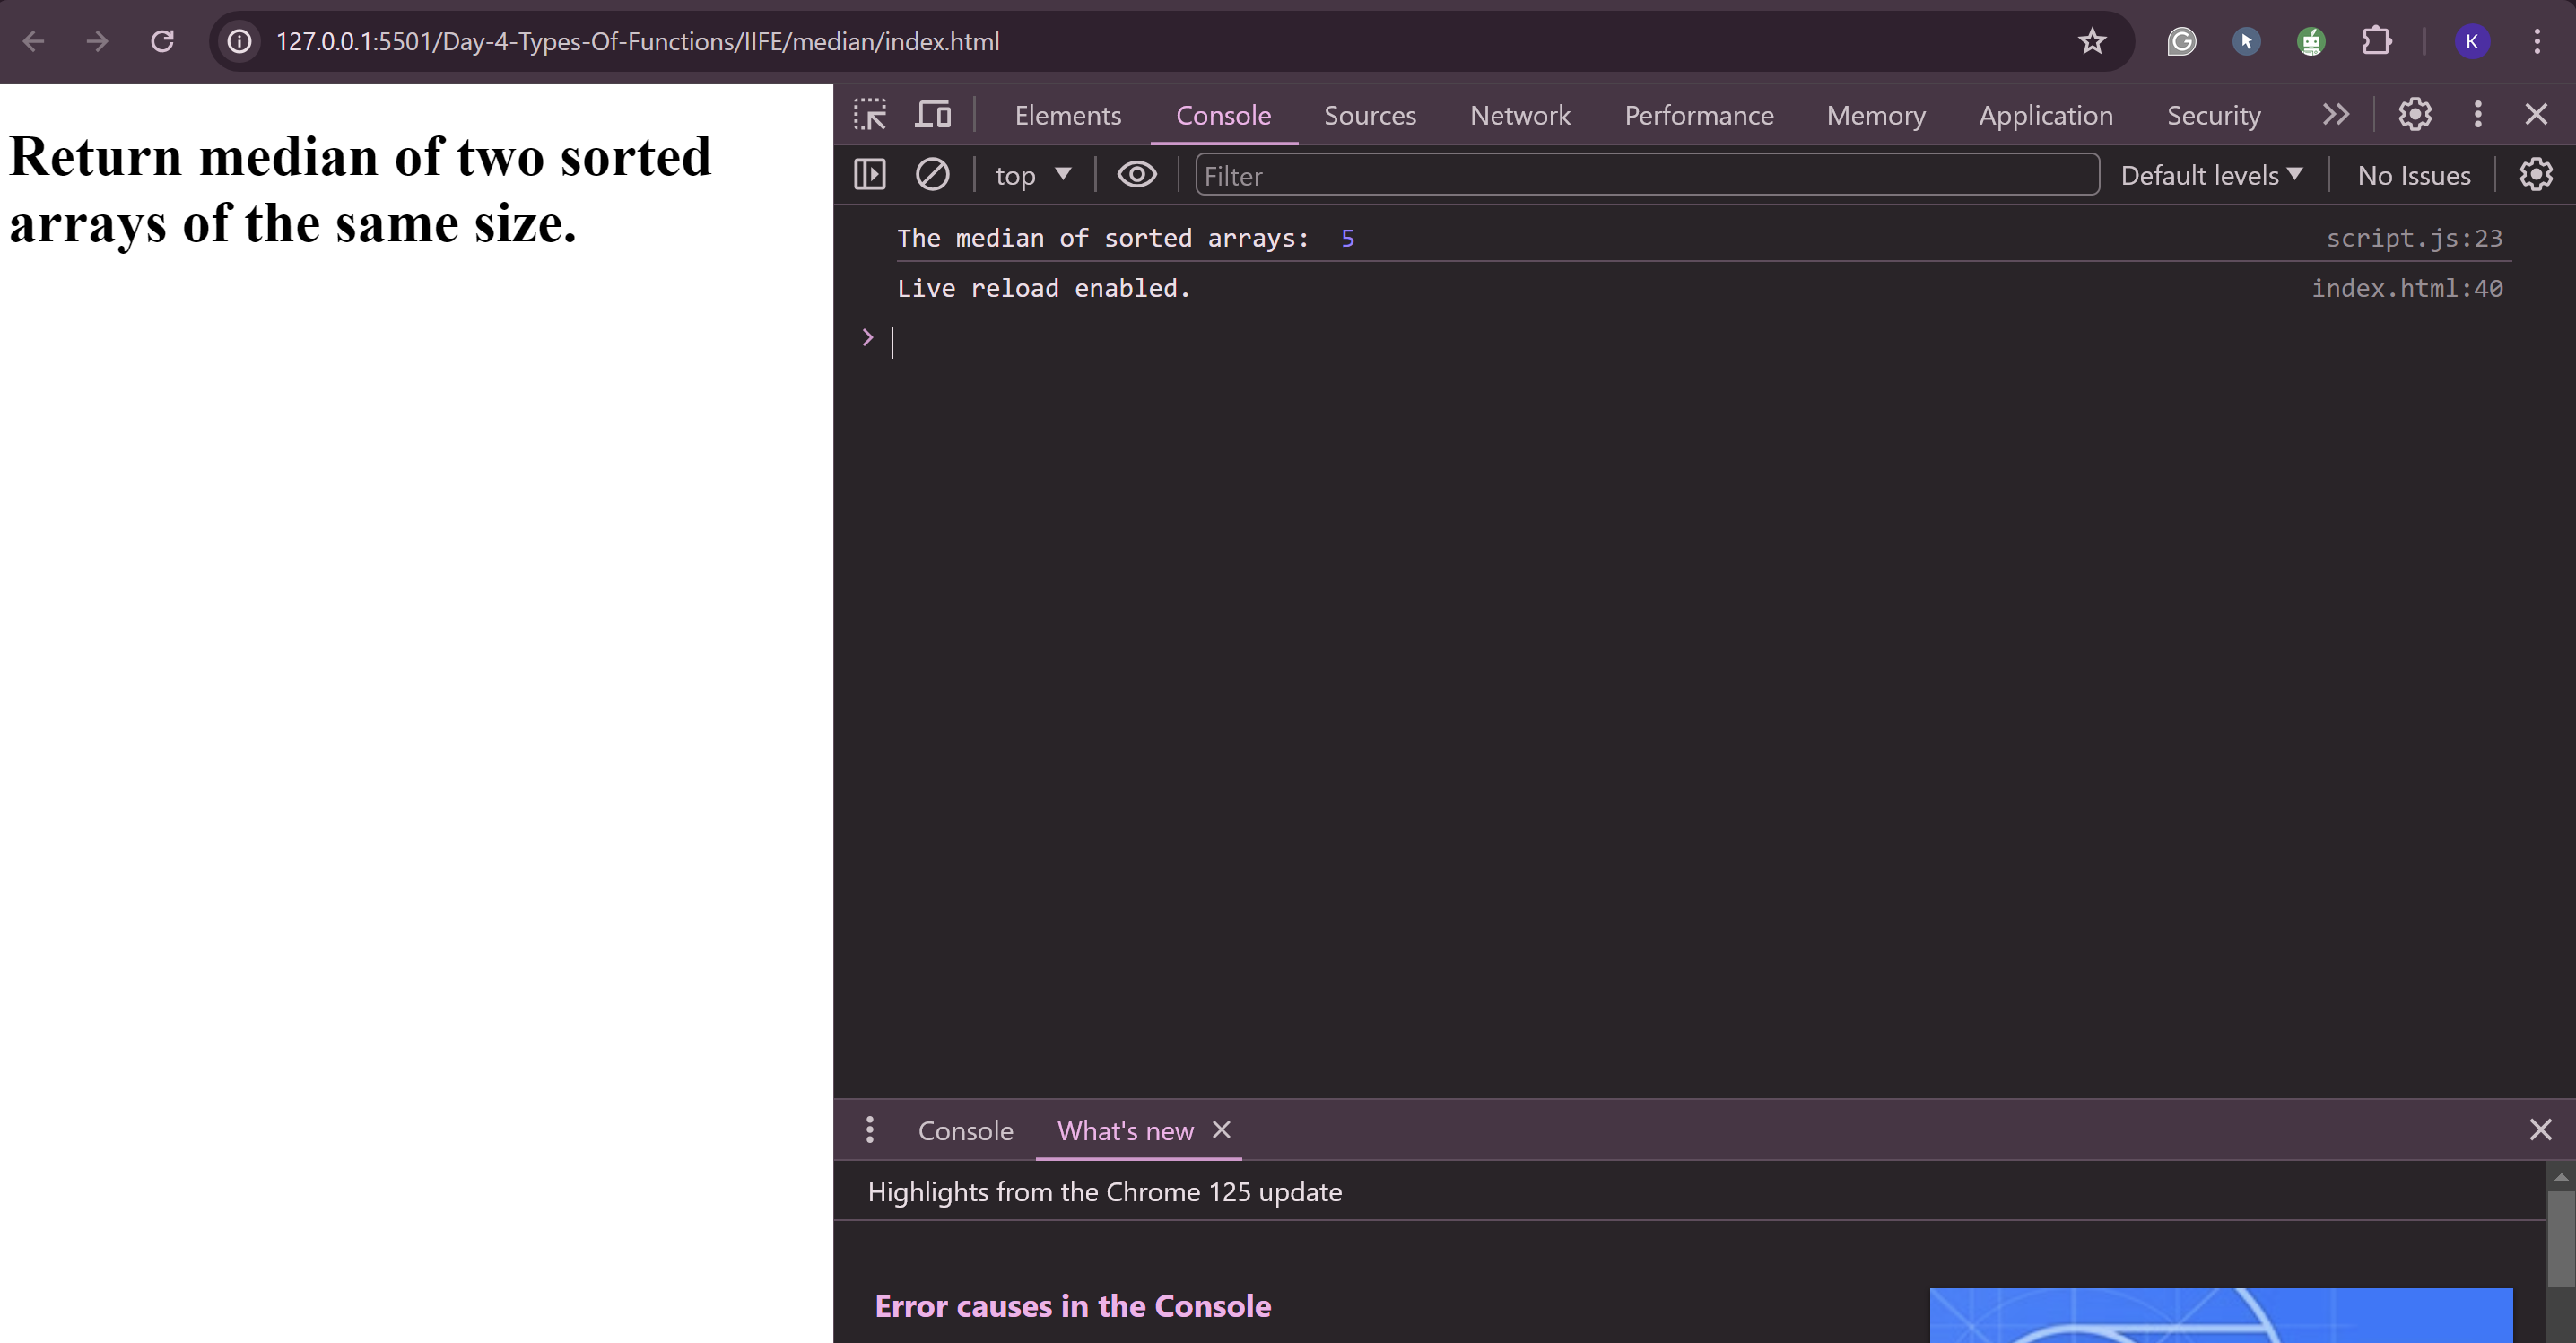 127.0.0.1:5501/Day-4-Types-Of-Functions/IIFE/median/index.html
K
Return median of two sorted
arrays of the same size.
Elements Console Sources Network Performance Memory Application Security
top Filter Default levels No Issues
The median of sorted arrays: 5 script.js:23
Live reload enabled. index.html:40
Console What's new
Highlights from the Chrome 125 update
Error causes in the Console